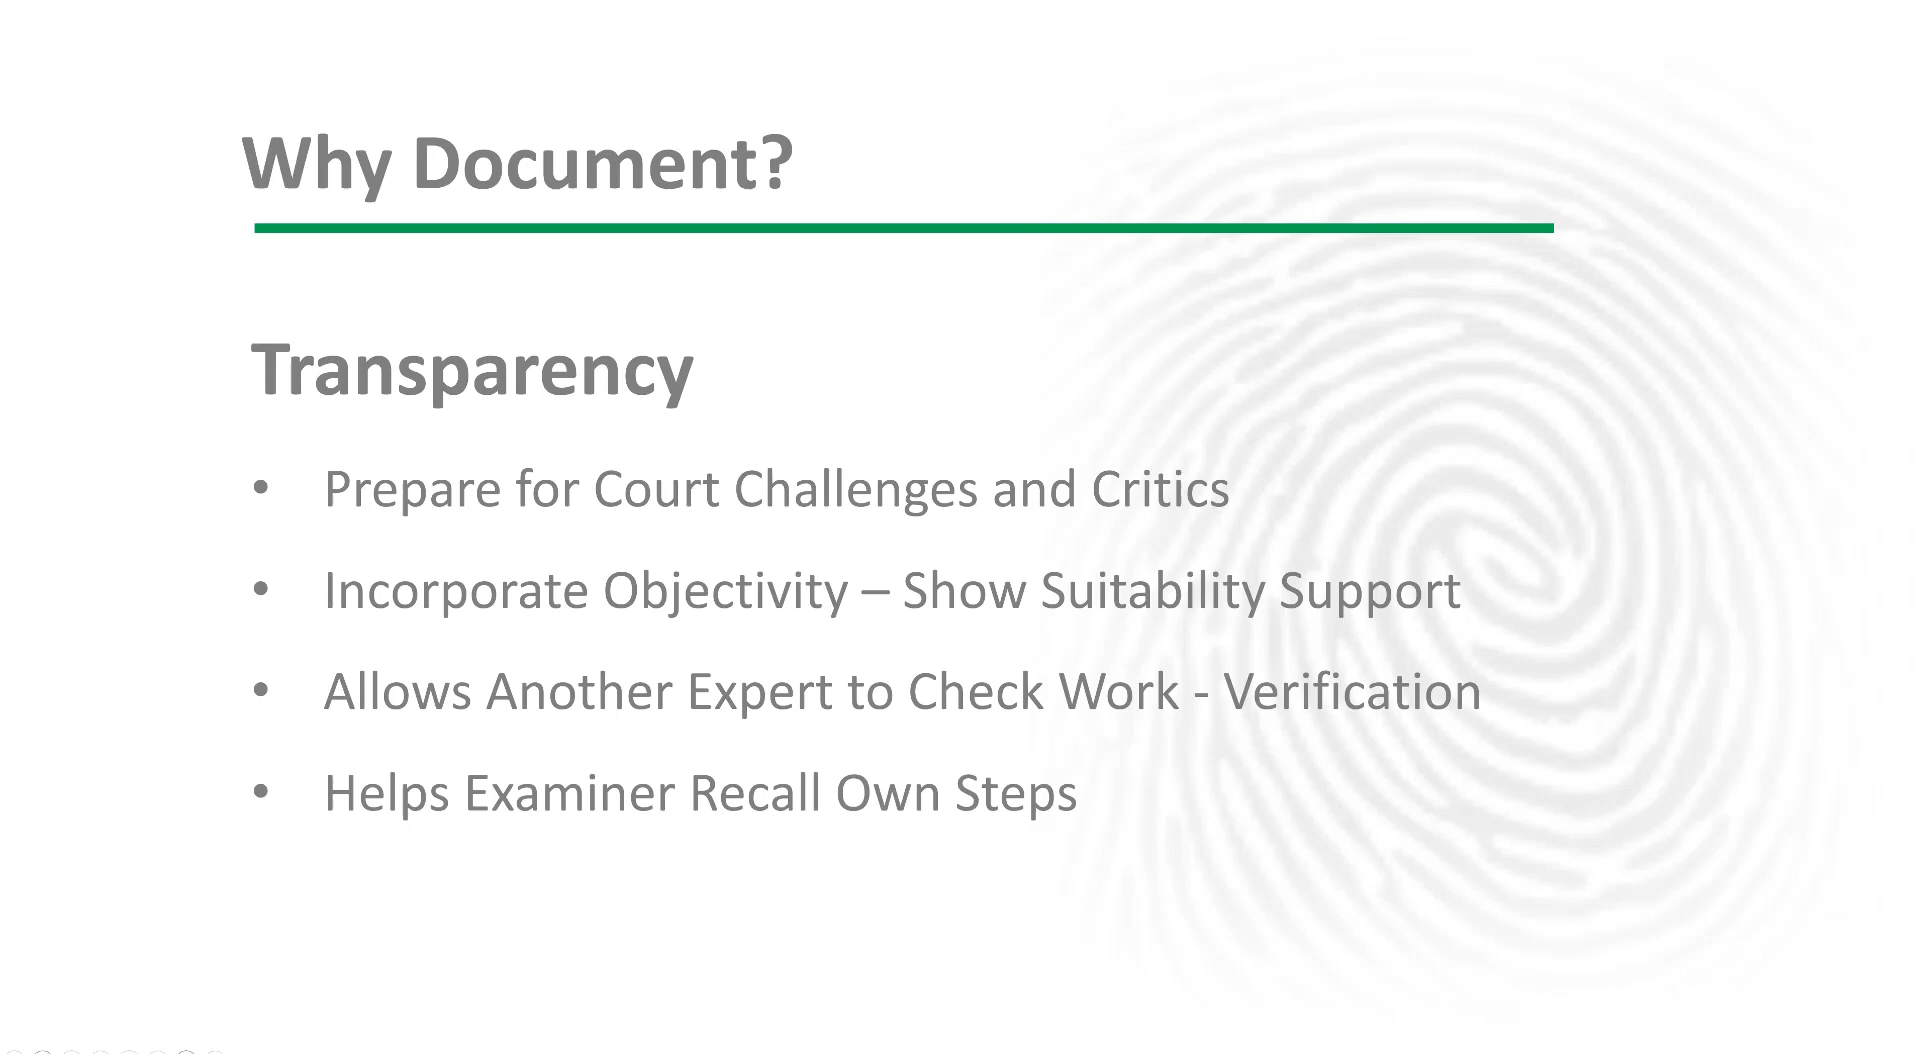 Why Document?
Transparency
• Prepare for Court Challenges and Critics
• Incorporate Objectivity – Show Suitability Support
• Allows Another Expert to Check Work - Verification
• Helps Examiner Recall Own Steps